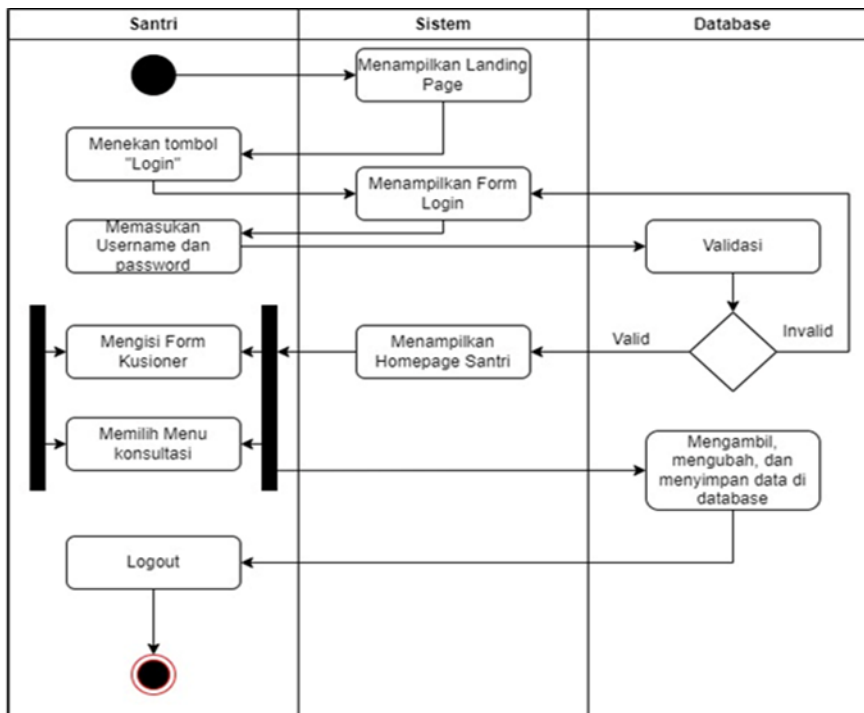 Santri
Sistem
Database
Menampilkan Landing
Page
Menekan tombol
"Login"
Menampilkan Form
Login
Memasukan
Username dan
password
Validasi
Valid
Invalid
Menampilkan
Homepage Santri
Mengisi Form
Kusioner
Memilih Menu
konsultasi
Mengambil,
mengubah, dan
menyimpan data di
database
Logout